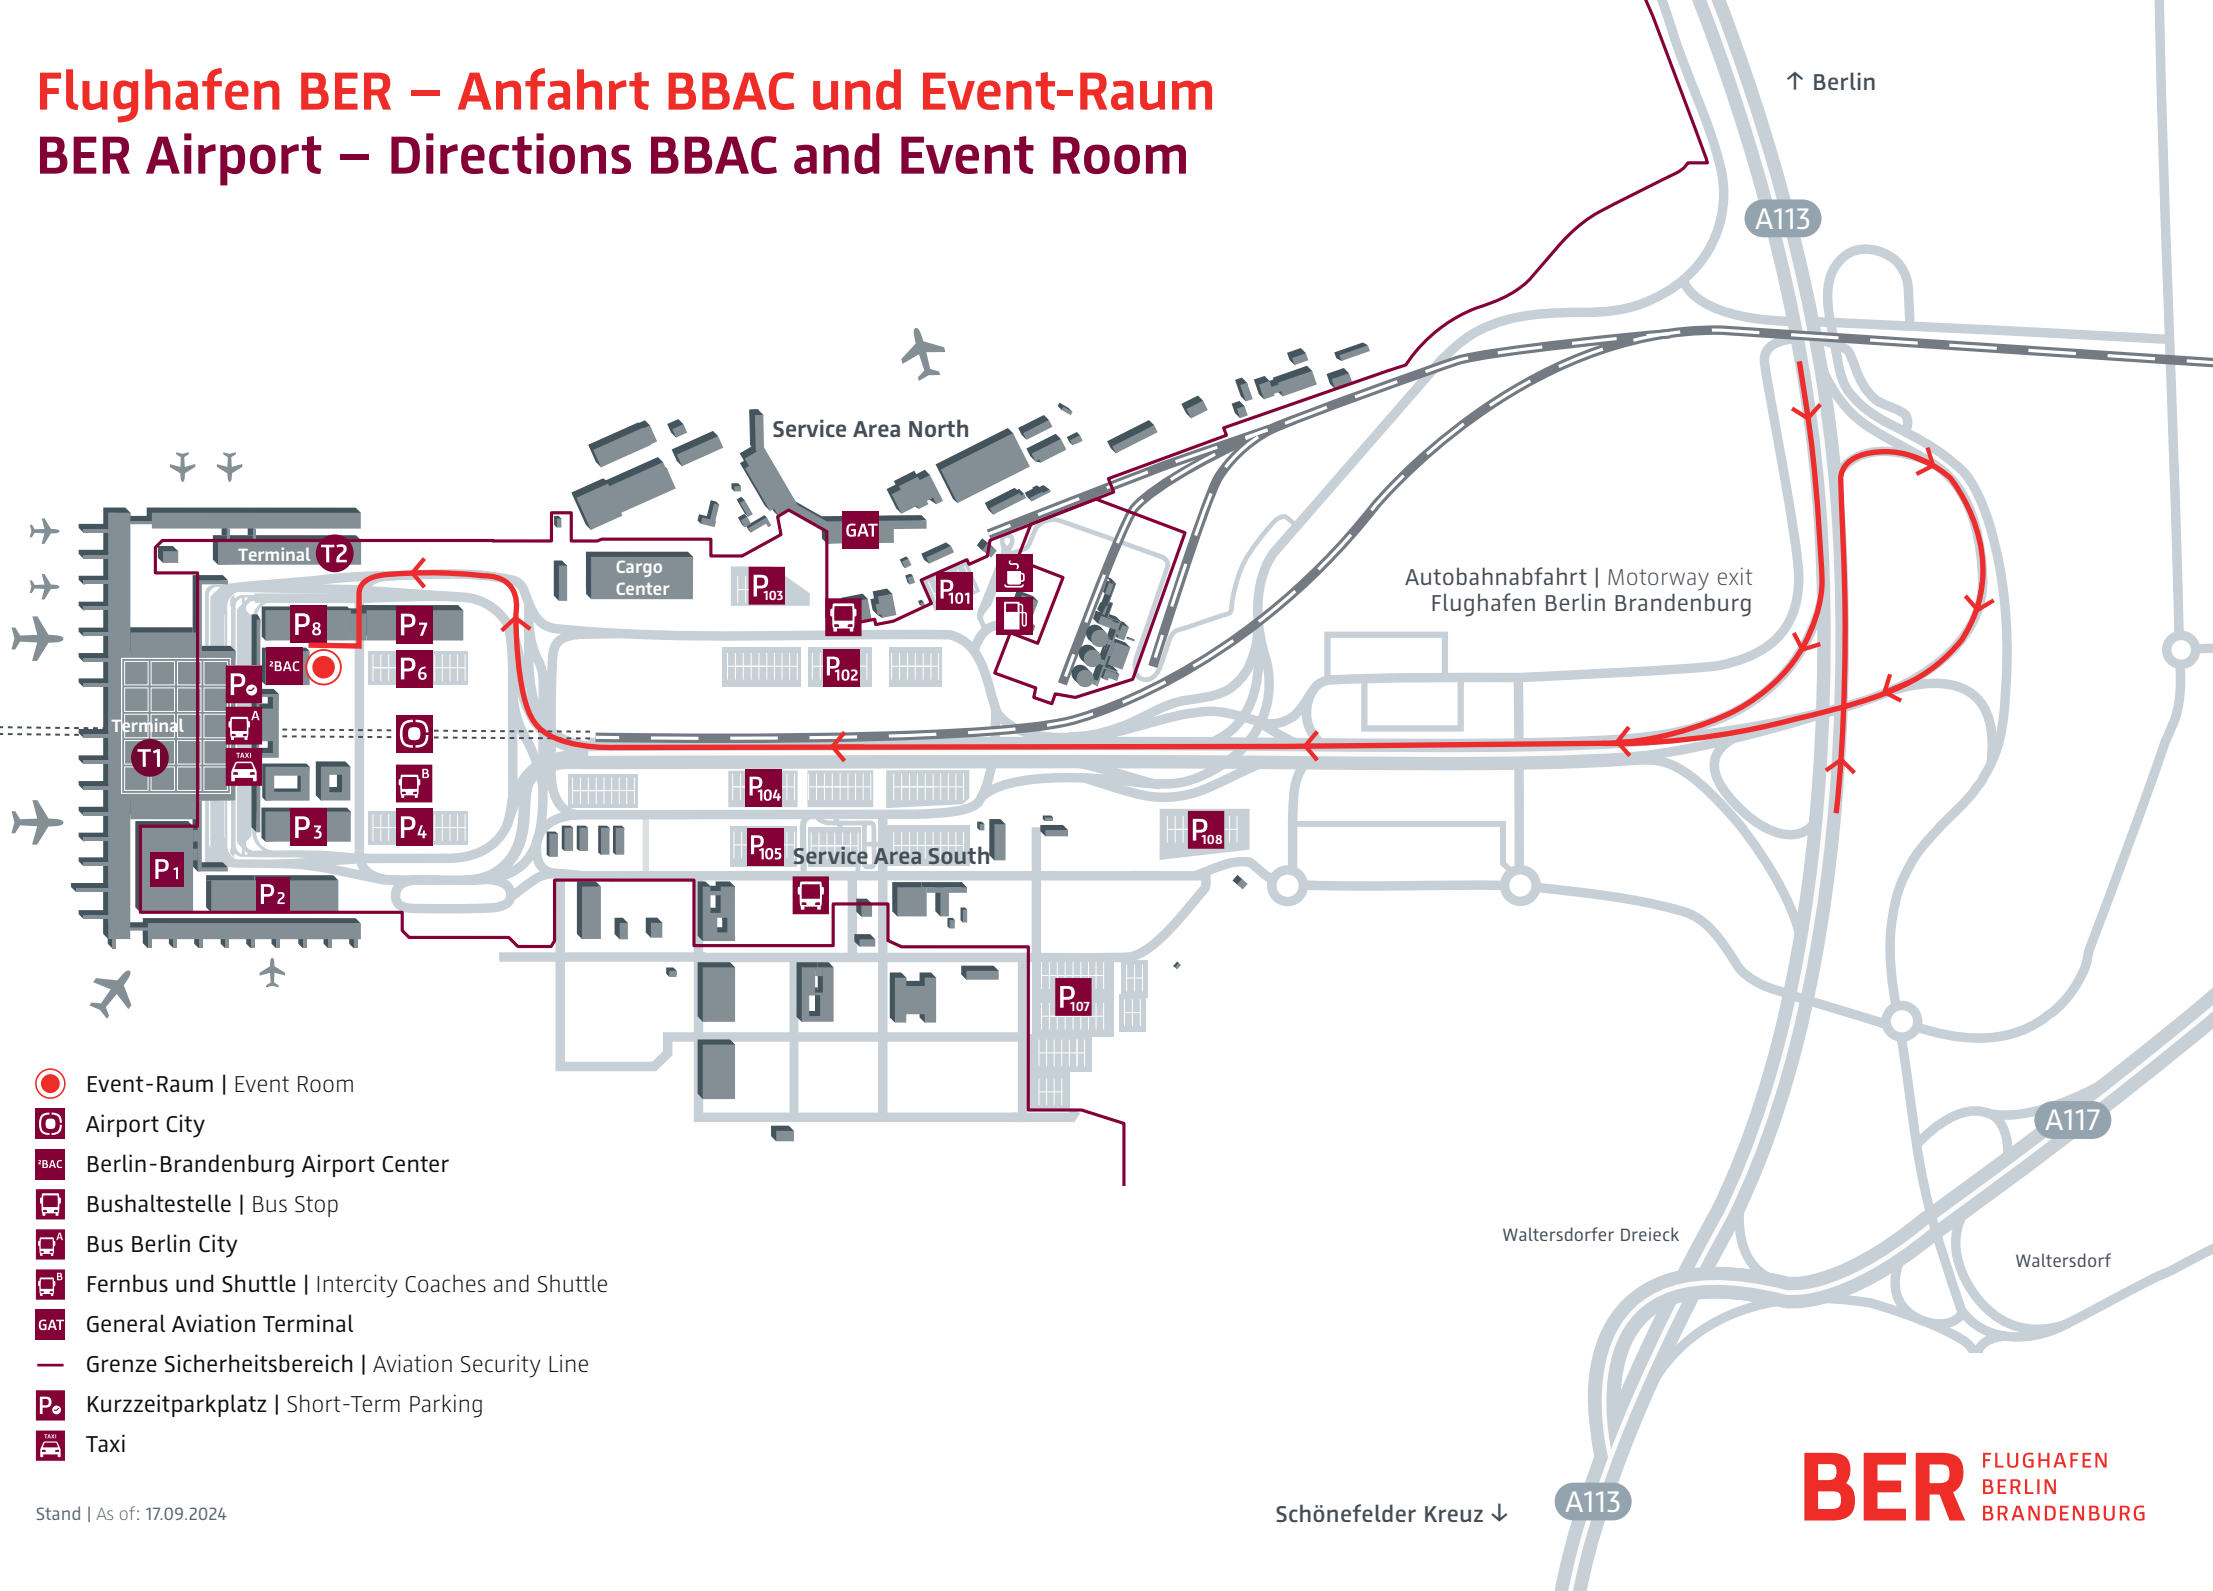 Flughafen BER – Anfahrt BBAC und Event-Raum
BER Airport – Directions BBAC and Event Room
↑ Berlin
A113
Service Area North
GAT
Terminal T2
Cargo
Center
P103
P101
Autobahnabfahrt | Motorway exit
Flughafen Berlin Brandenburg
P8
P7
²BAC
P6
P102
P
A
Terminal
T1
TAXI
B
P104
P3
P4
P105
Service Area South
P108
P1
P2
P107
Event-Raum | Event Room
Airport City
²BAC Berlin-Brandenburg Airport Center
Bushaltestelle | Bus Stop
A Bus Berlin City
B Fernbus und Shuttle | Intercity Coaches and Shuttle
GAT General Aviation Terminal
Grenze Sicherheitsbereich | Aviation Security Line
P Kurzzeitparkplatz | Short-Term Parking
TAXI Taxi
A117
Waltersdorfer Dreieck
Waltersdorf
Stand | As of: 17.09.2024
Schönefelder Kreuz ↓
A113
BER
FLUGHAFEN
BERLIN
BRANDENBURG